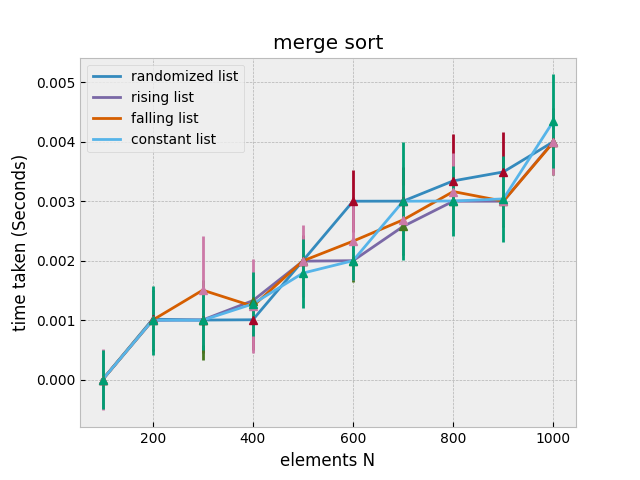 merge sort
randomized list
rising list
falling list
constant list
time taken (Seconds)
0.005
0.004
0.003
0.002
0.001
0.000
200 400 600 800 1000
elements N